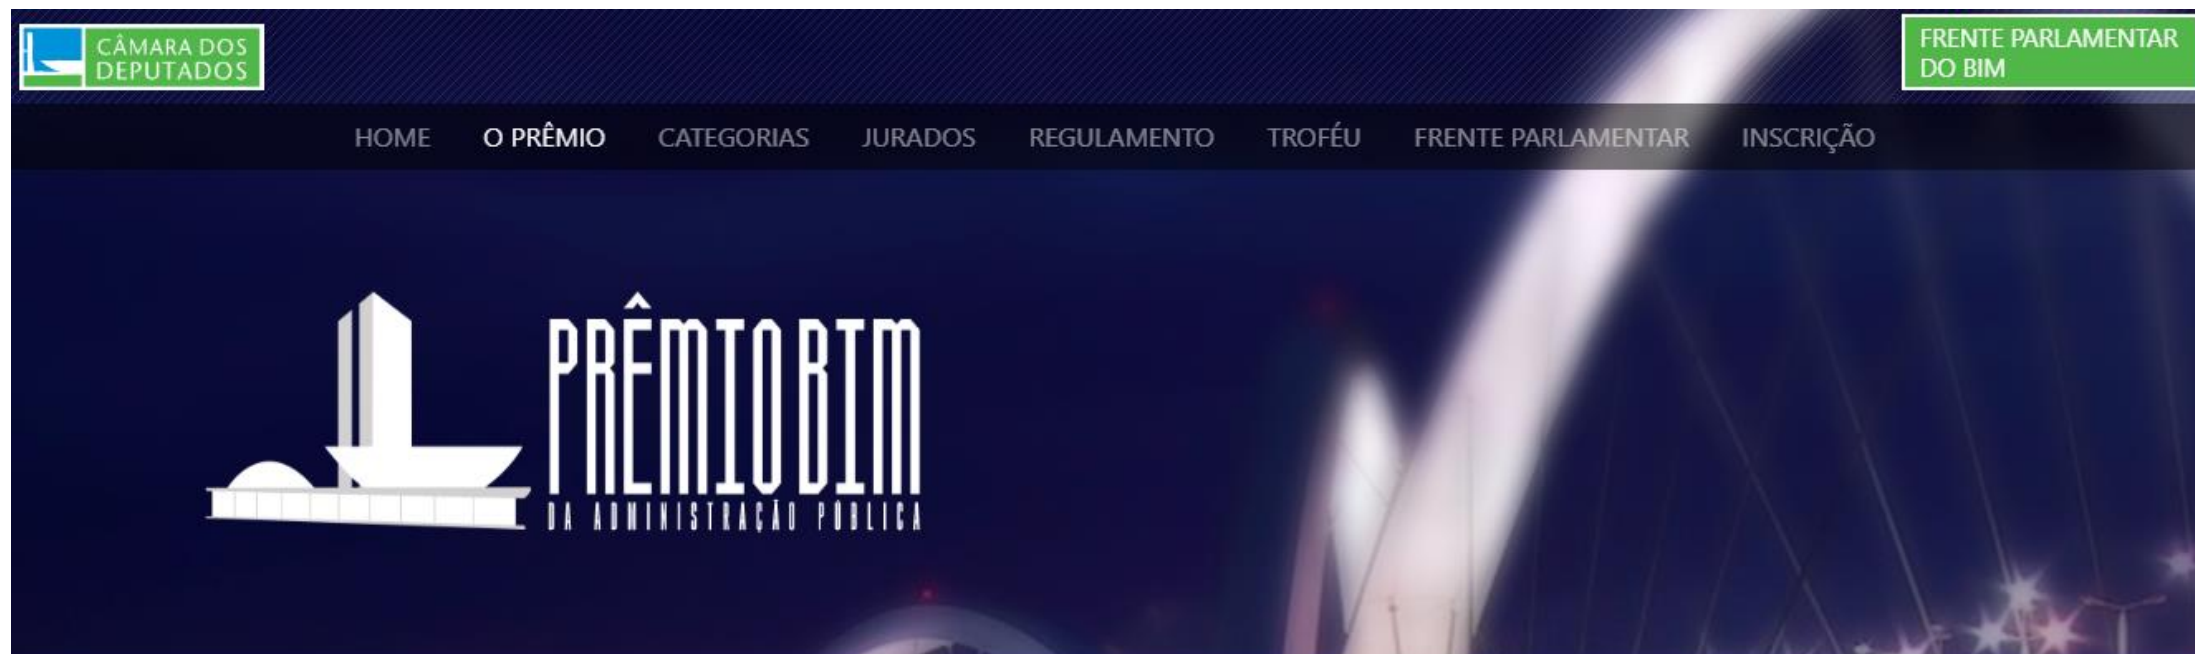 CÂMARA DOS
DEPUTADOS
FRENTE PARLAMENTAR
DO BIM
HOME O PRÊMIO CATEGORIAS JURADOS REGULAMENTO TROFÉU FRENTE PARLAMENTAR INSCRIÇÃO
PRÊMIO BIM
DA ADMINISTRAÇÃO PÚBLICA